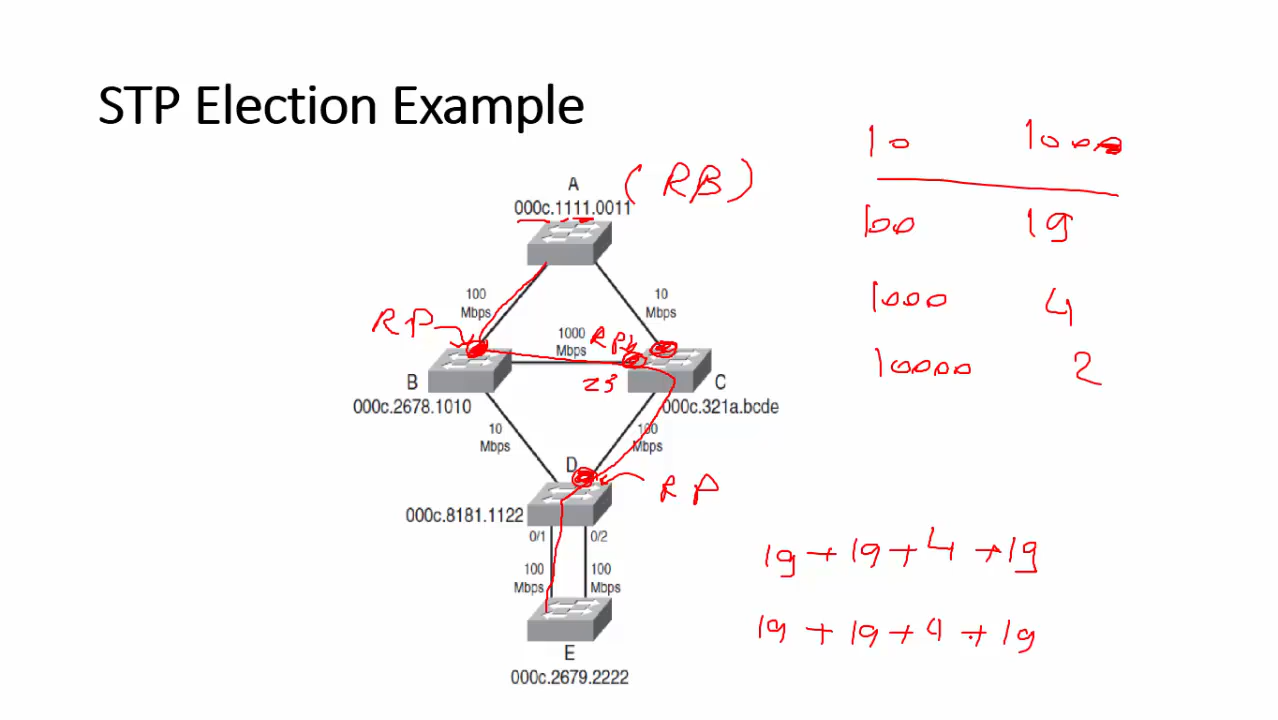 STP Election Example
10 1000
A (RB)
000c.1111.0011
100 19
100 Mbps
10 Mbps
1000 4
RP
1000 Mbps
RP
10000 2
B
23
C
000c.2678.1010
000c.321a.bcde
10 Mbps
100 Mbps
D
RP
000c.8181.1122
0/1 0/2
19 + 19 + 4 + 19
100 Mbps
100 Mbps
19 + 19 + 4 + 19
E
000c.2679.2222